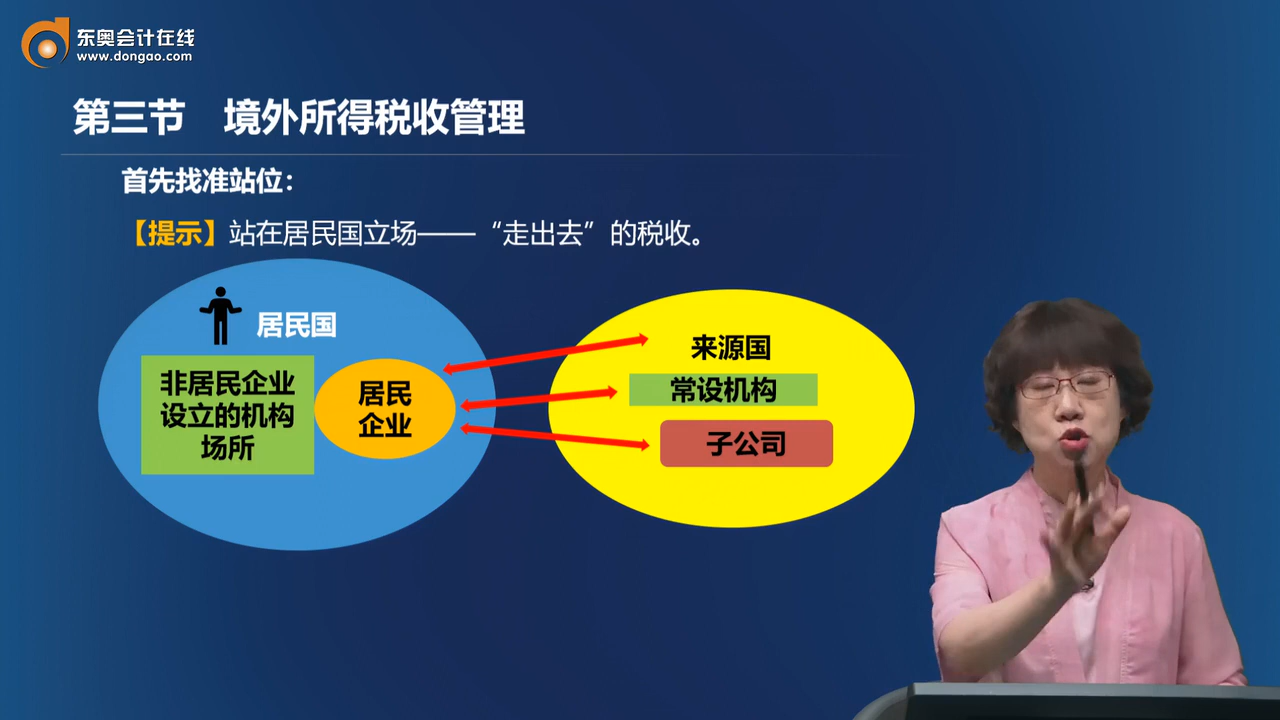 东奥会计在线
www.dongao.com
第三节 境外所得税收管理
首先找准站位：
【提示】站在居民国立场——“走出去”的税收。
居民国
非居民企业
设立的机构
场所
居民
企业
来源国
常设机构
子公司